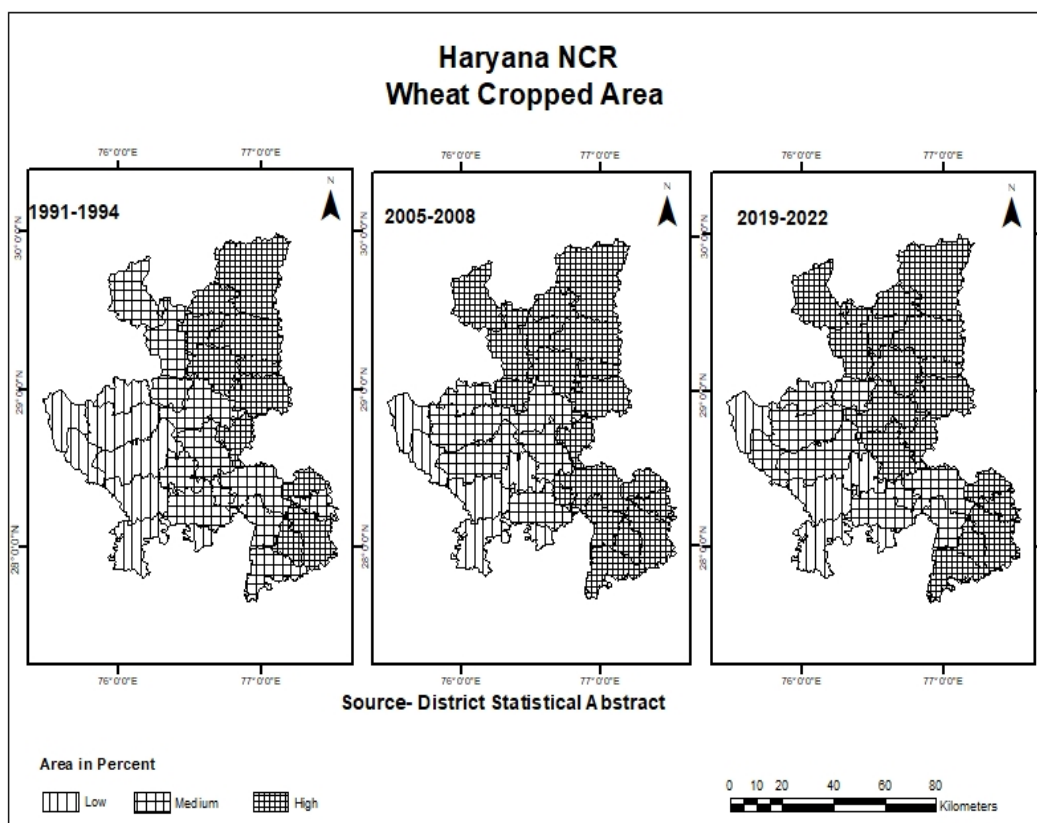 Haryana NCR
Wheat Cropped Area
76°0'0"E 77°0'0"E
76°0'0"E 77°0'0"E
76°0'0"E 77°0'0"E
N
N
N
1991-1994
2005-2008
2019-2022
30°0'0"N
29°0'0"N
28°0'0"N
30°0'0"N
29°0'0"N
28°0'0"N
30°0'0"N
29°0'0"N
28°0'0"N
76°0'0"E 77°0'0"E
76°0'0"E 77°0'0"E
76°0'0"E 77°0'0"E
Source- District Statistical Abstract
Area in Percent
Low Medium High
0 10 20 40 60 80
Kilometers